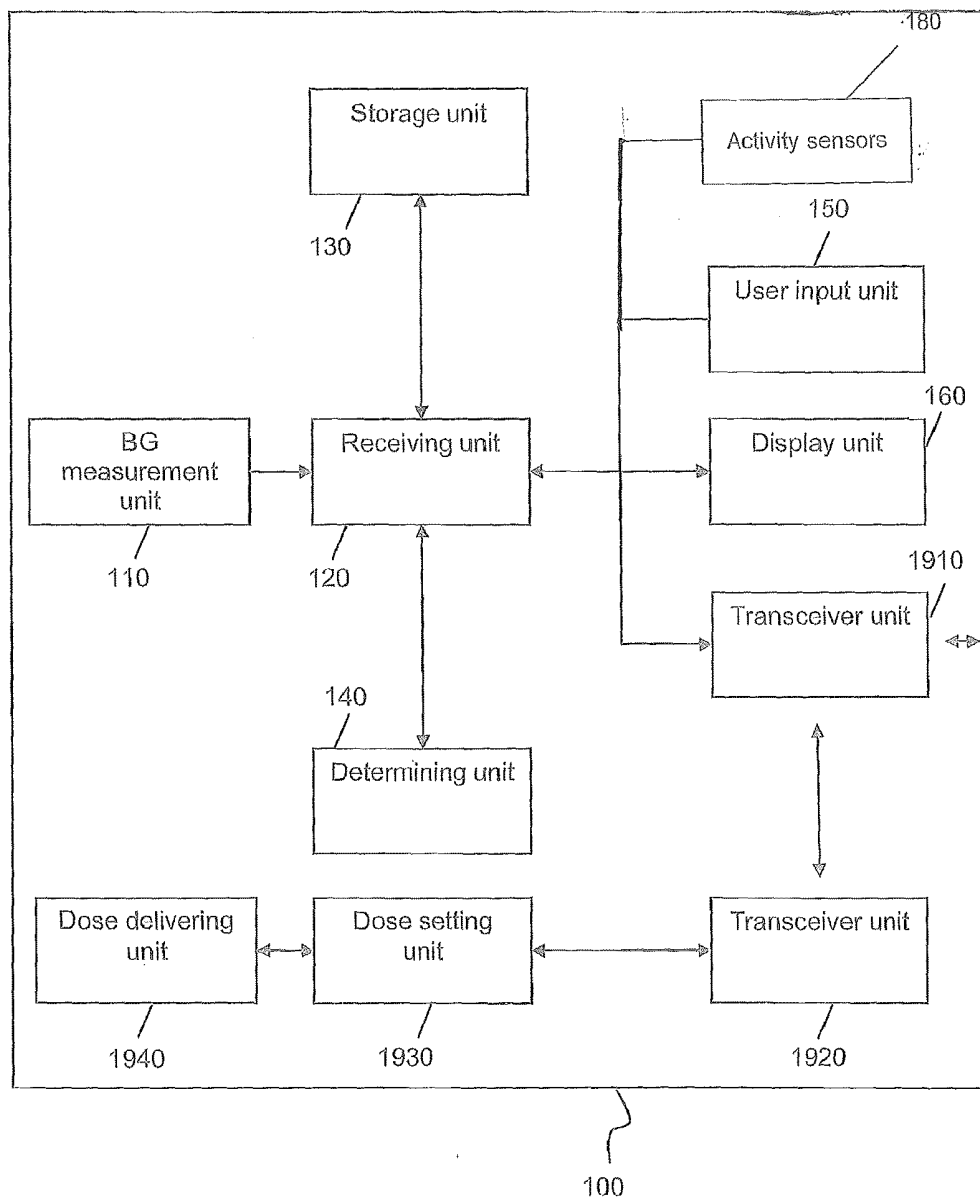 180
Storage unit
Activity sensors
130
150
User input unit
160
BG
measurement
unit
Receiving unit
Display unit
110
120
1910
Transceiver unit
140
Determining unit
Dose delivering
unit
Dose setting
unit
Transceiver unit
1940
1930
1920
100